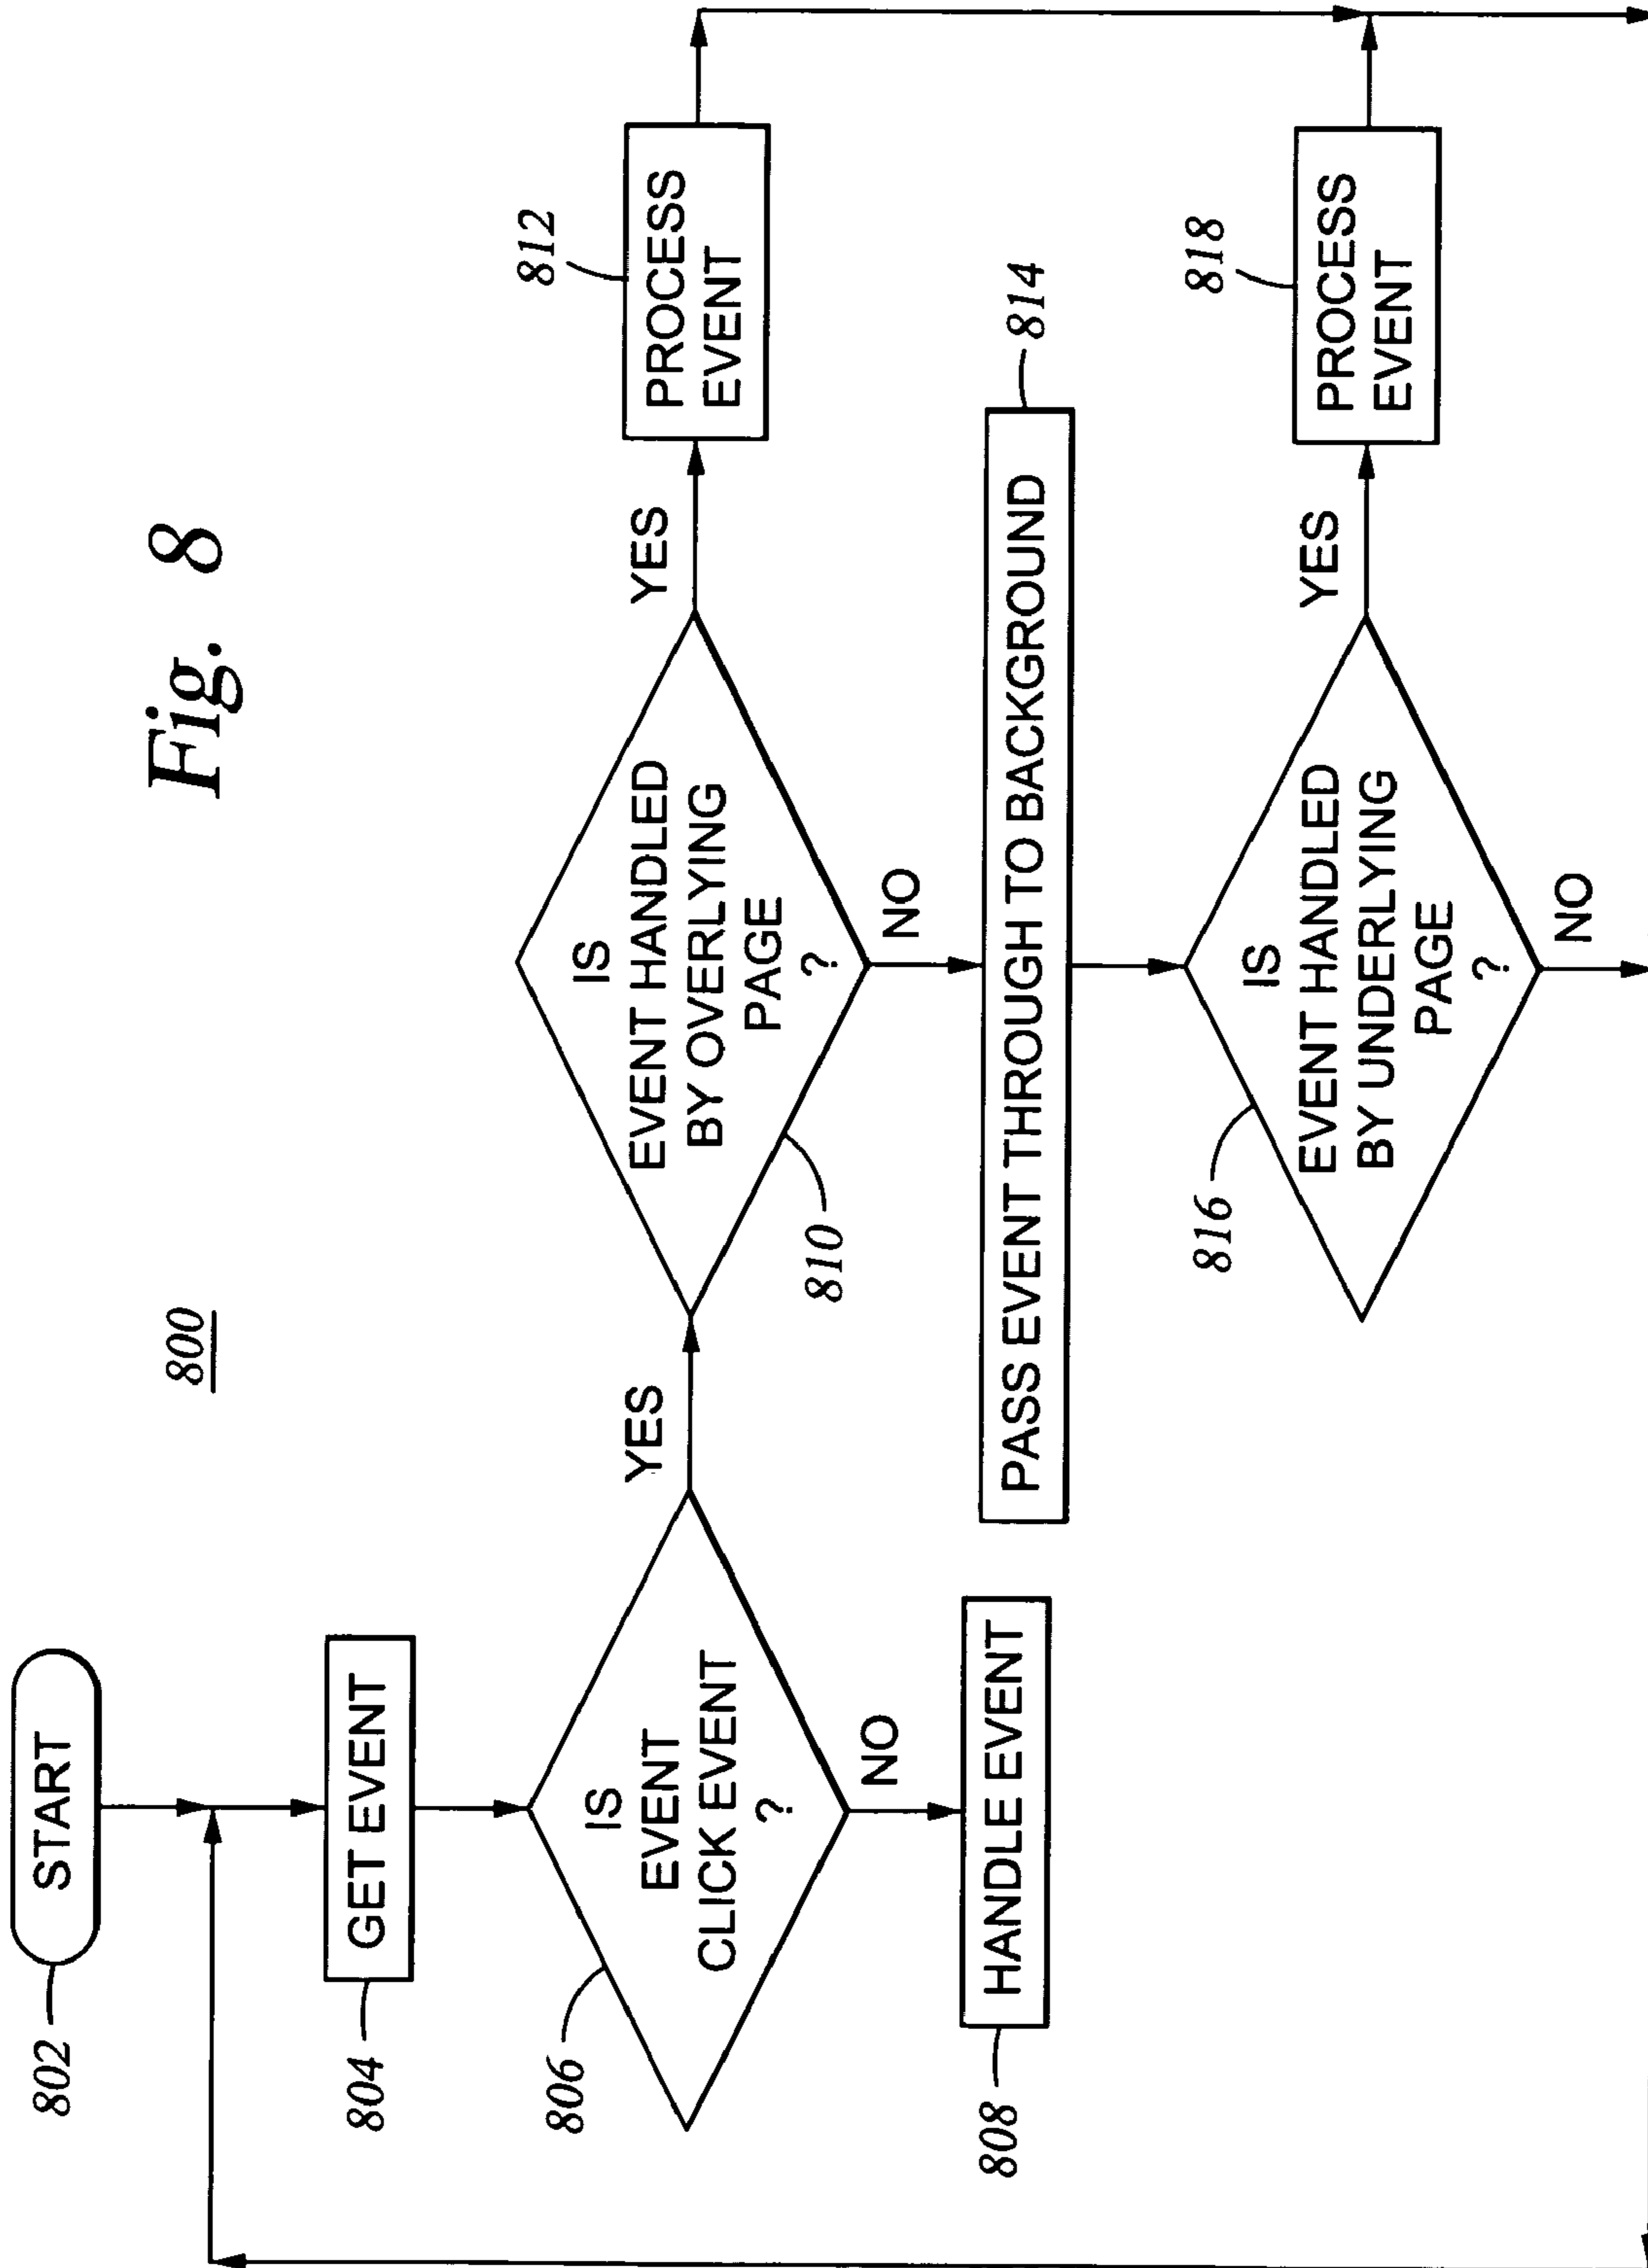 Fig. 8
800
802
START
804
GET EVENT
806
IS
EVENT
CLICK EVENT
?
YES
NO
808
HANDLE EVENT
810
IS
EVENT HANDLED
BY OVERLYING
PAGE
?
YES
NO
812
PROCESS
EVENT
814
PASS EVENT THROUGH TO BACKGROUND
816
IS
EVENT HANDLED
BY UNDERLYING
PAGE
?
YES
NO
818
PROCESS
EVENT